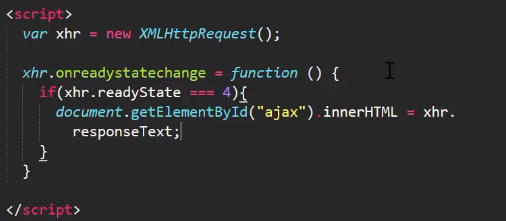 <script>
var xhr = new XMLHttpRequest();
xhr.onreadystatechange = function () {
if(xhr.readyState === 4){
document.getElementById("ajax").innerHTML = xhr.
responseText;
}
}
</script>